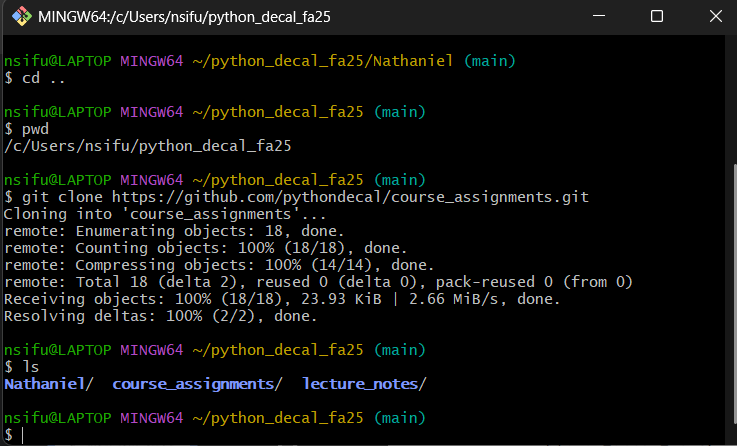 MINGW64:/c/Users/nsifu/python_decal_fa25
nsifu@LAPTOP MINGW64 ~/python_decal_fa25/Nathaniel (main)
$ cd ..
nsifu@LAPTOP MINGW64 ~/python_decal_fa25 (main)
$ pwd
/c/Users/nsifu/python_decal_fa25
nsifu@LAPTOP MINGW64 ~/python_decal_fa25 (main)
$ git clone https://github.com/pythondecal/course_assignments.git
Cloning into 'course_assignments'...
remote: Enumerating objects: 18, done.
remote: Counting objects: 100% (18/18), done.
remote: Compressing objects: 100% (14/14), done.
remote: Total 18 (delta 2), reused 0 (delta 0), pack-reused 0 (from 0)
Receiving objects: 100% (18/18), 23.93 KiB | 2.66 MiB/s, done.
Resolving deltas: 100% (2/2), done.
nsifu@LAPTOP MINGW64 ~/python_decal_fa25 (main)
$ ls
Nathaniel/  course_assignments/  lecture_notes/
nsifu@LAPTOP MINGW64 ~/python_decal_fa25 (main)
$